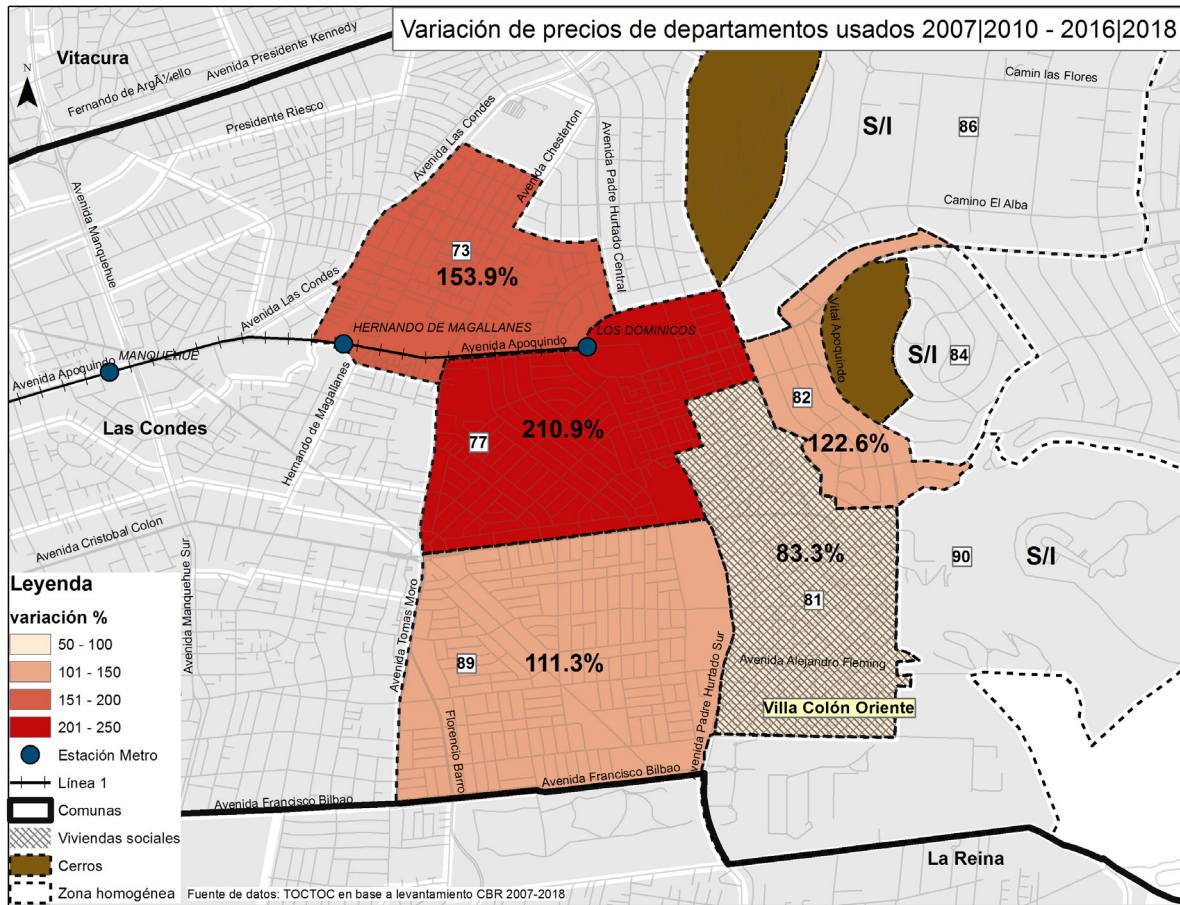 Variación de precios de departamentos usados 2007|2010 - 2016|2018
Vitacura
N
Fernando de ArgÃ¼ello
Avenida Presidente Kennedy
Presidente Riesco
Avenida Las Condes
Avenida Chesterton
Avenida Padre Hurtado Central
Camin las Flores
S/I
86
Camino El Alba
Avenida Manquehue
73
153.9%
Avenida Las Condes
HERNANDO DE MAGALLANES
LOS DOMINICOS
Avenida Apoquindo
MANQUEHUE
Avenida Apoquindo
Vital Apoquindo
S/I
84
82
122.6%
Hernando de Magallanes
Las Condes
77
210.9%
Avenida Cristobal Colon
Avenida Manquehue Sur
83.3%
81
90
S/I
Avenida Tomas Moro
89
111.3%
Florencio Barro
Avenida Padre Hurtado Sur
Avenida Alejandro Fleming
Villa Colón Oriente
Avenida Francisco Bilbao
Avenida Francisco Bilbao
La Reina
Leyenda
variación %
50 - 100
101 - 150
151 - 200
201 - 250
Estación Metro
Línea 1
Comunas
Viviendas sociales
Cerros
Zona homogénea
Fuente de datos: TOCTOC en base a levantamiento CBR 2007-2018